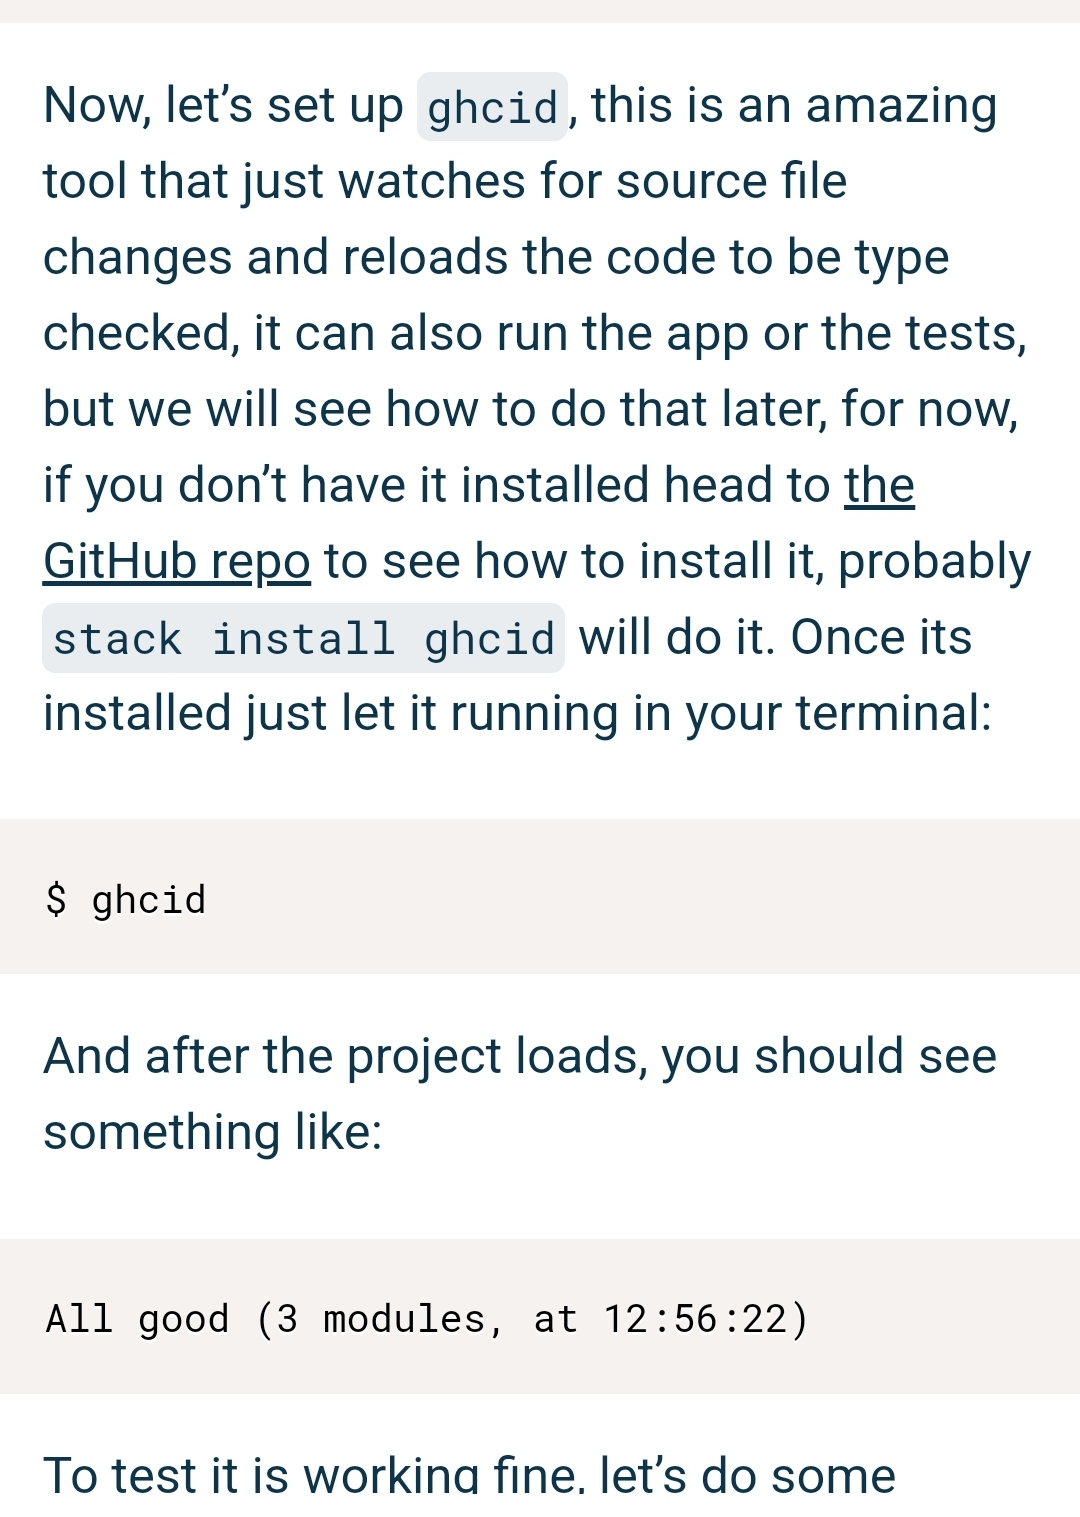 Now, let’s set up ghcid, this is an amazing
tool that just watches for source file
changes and reloads the code to be type
checked, it can also run the app or the tests,
but we will see how to do that later, for now,
if you don’t have it installed head to the
GitHub repo to see how to install it, probably
stack install ghcid will do it. Once its
installed just let it running in your terminal:
$ ghcid
And after the project loads, you should see
something like:
All good (3 modules, at 12:56:22)
To test it is working fine, let’s do some